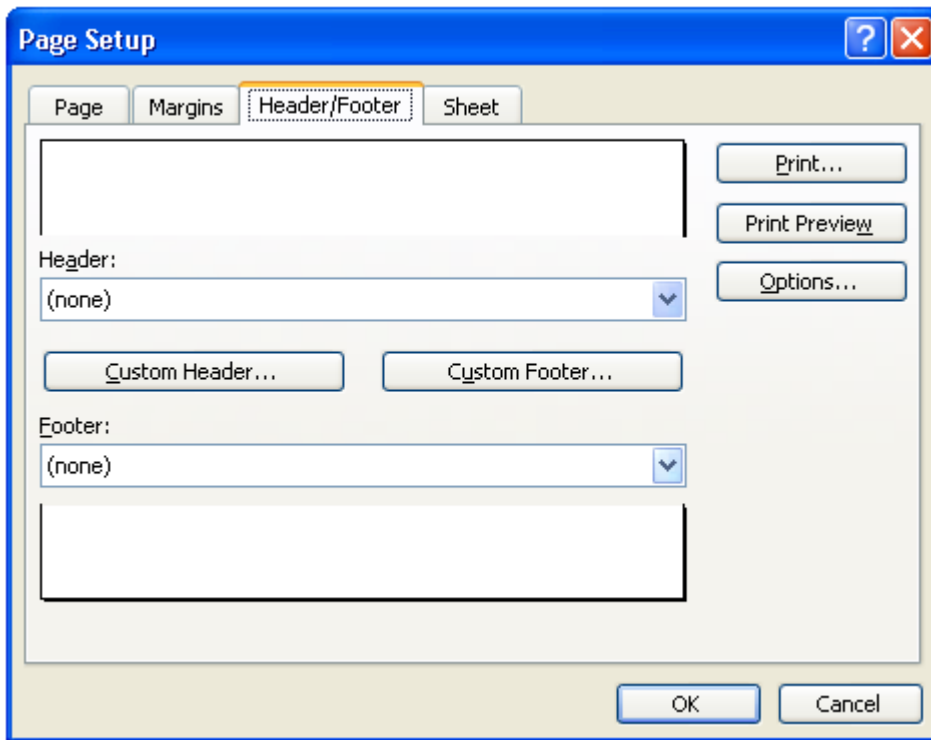 Page Setup
Page Margins Header/Footer Sheet
Print...
Print Preview
Header:
(none)
Options...
Custom Header... Custom Footer...
Footer:
(none)
OK Cancel